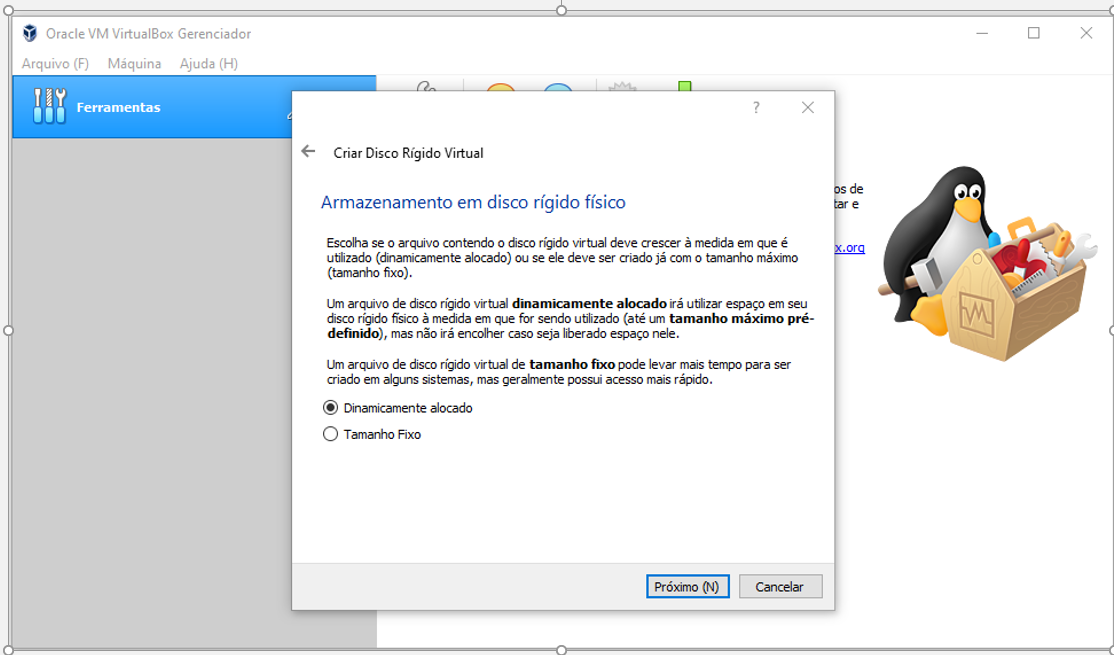 Oracle VM VirtualBox Gerenciador
Arquivo (F) Máquina Ajuda (H)
Ferramentas
?
Criar Disco Rígido Virtual
Armazenamento em disco rígido físico
Escolha se o arquivo contendo o disco rígido virtual deve crescer à medida em que é
utilizado (dinamicamente alocado) ou se ele deve ser criado já com o tamanho máximo
(tamanho fixo).
Um arquivo de disco rígido virtual dinamicamente alocado irá utilizar espaço em seu
disco rígido físico à medida em que for sendo utilizado (até um tamanho máximo pré-
definido), mas não irá encolher caso seja liberado espaço nele.
Um arquivo de disco rígido virtual de tamanho fixo pode levar mais tempo para ser
criado em alguns sistemas, mas geralmente possui acesso mais rápido.
Dinamicamente alocado
Tamanho Fixo
Próximo (N) Cancelar
os de
tar e
x.org